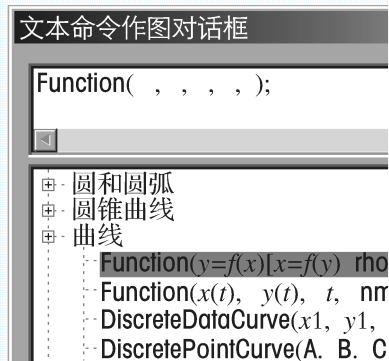 文本命令作图对话框
Function( , , , , );
圆和圆弧
圆锥曲线
曲线
Function(y=f(x)[x=f(y) rho
Function(x(t), y(t), t, nm
DiscreteDataCurve(x1, y1,
DiscretePointCurve(A, B, C